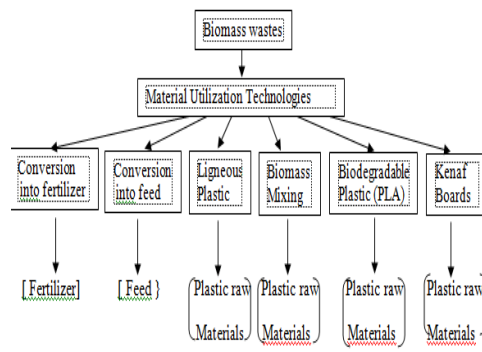 Biomass wastes
Material Utilization Technologies
Conversion
into fertilizer
Conversion
into feed
Ligneous
Plastic
Biomass
Mixing
Biodegradable
Plastic (PLA)
Kenaf
Boards
[ Fertilizer]
[ Feed }
Plastic raw
Materials
Plastic raw
Materials
Plastic raw
Materials
Plastic raw
Materials